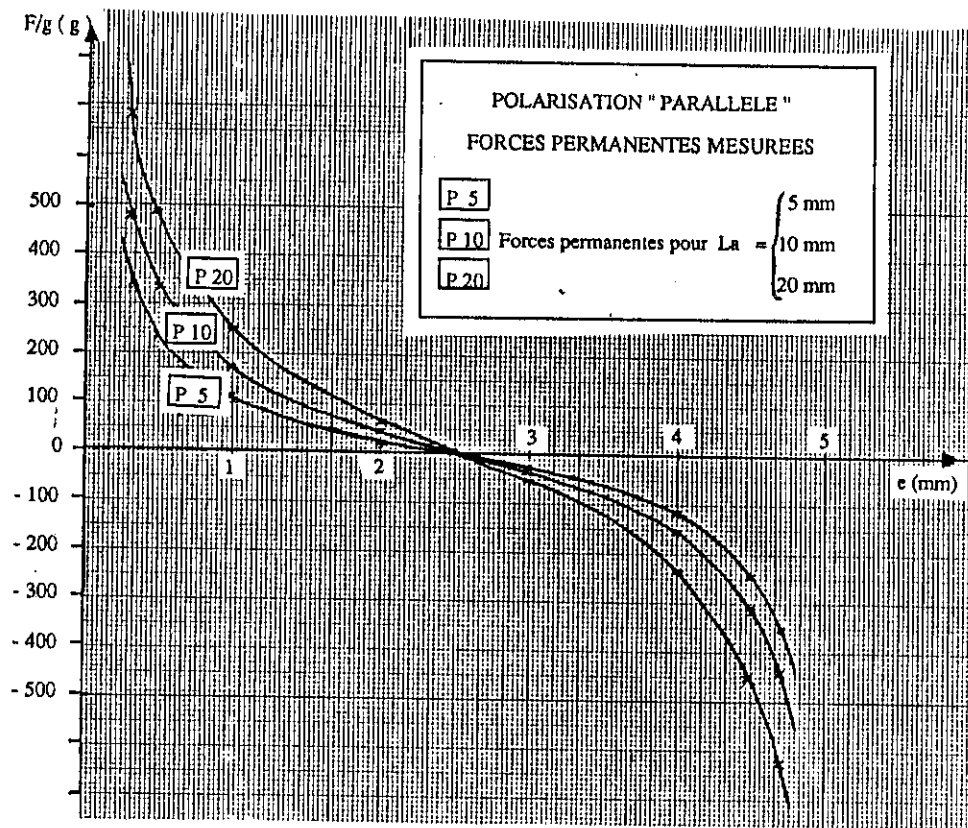 F/g ( g )
POLARISATION " PARALLELE "
FORCES PERMANENTES MESUREES
P 5
P 10
P 20
Forces permanentes pour La =
5 mm
10 mm
20 mm
500
400
300
200
100
0
- 100
- 200
- 300
- 400
- 500
P 20
P 10
P 5
1
2
3
4
5
e (mm)